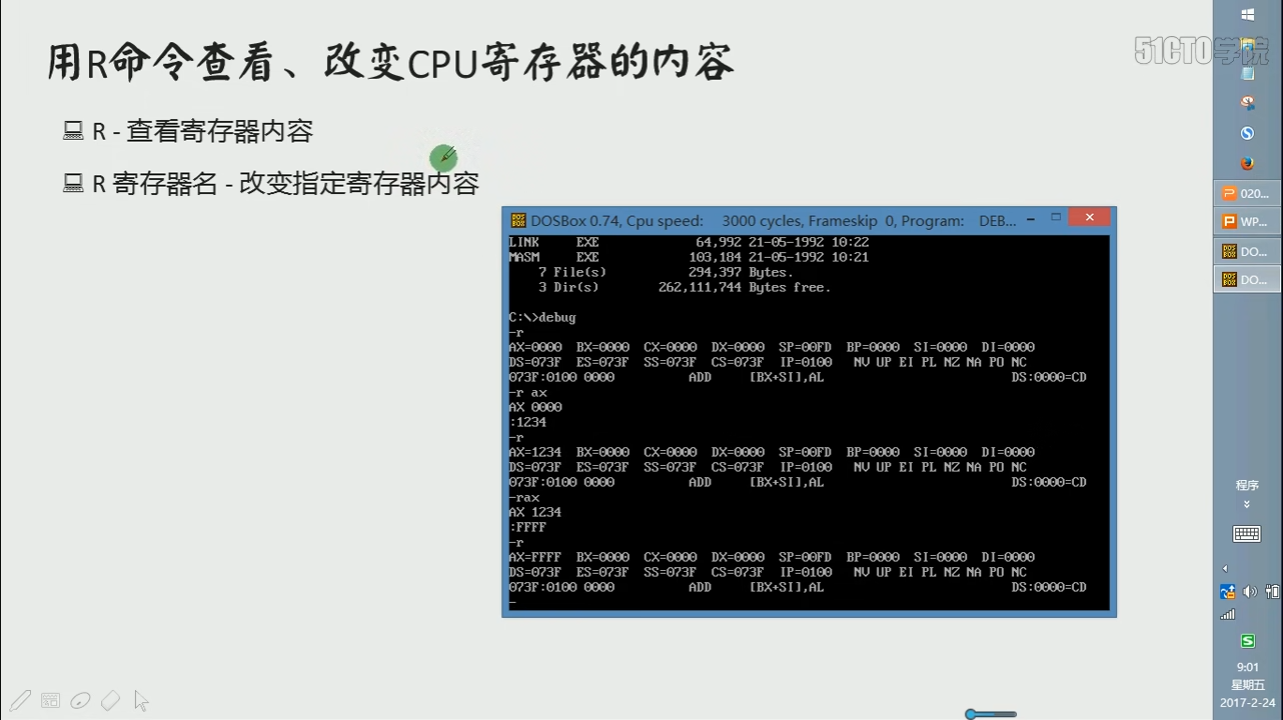 用R命令查看、改变CPU寄存器的内容
51CTO学院
R - 查看寄存器内容
R 寄存器名 - 改变指定寄存器内容
DOSBox 0.74, Cpu speed: 3000 cycles, Frameskip 0, Program: DEB...
LINK EXE 64,992 21-05-1992 10:22
MASM EXE 103,184 21-05-1992 10:21
7 File(s) 294,397 Bytes.
3 Dir(s) 262,111,744 Bytes free.
C:\>debug
-r
AX=0000 BX=0000 CX=0000 DX=0000 SP=00FD BP=0000 SI=0000 DI=0000
DS=073F ES=073F SS=073F CS=073F IP=0100 NV UP EI PL NZ NA PO NC
073F:0100 0000 ADD [BX+SI],AL DS:0000=CD
-r ax
AX 0000
:1234
-r
AX=1234 BX=0000 CX=0000 DX=0000 SP=00FD BP=0000 SI=0000 DI=0000
DS=073F ES=073F SS=073F CS=073F IP=0100 NV UP EI PL NZ NA PO NC
073F:0100 0000 ADD [BX+SI],AL DS:0000=CD
-rax
AX 1234
:FFFF
-r
AX=FFFF BX=0000 CX=0000 DX=0000 SP=00FD BP=0000 SI=0000 DI=0000
DS=073F ES=073F SS=073F CS=073F IP=0100 NV UP EI PL NZ NA PO NC
073F:0100 0000 ADD [BX+SI],AL DS:0000=CD
-
020...
WP...
DO...
DO...
程序
9:01
星期五
2017-2-24